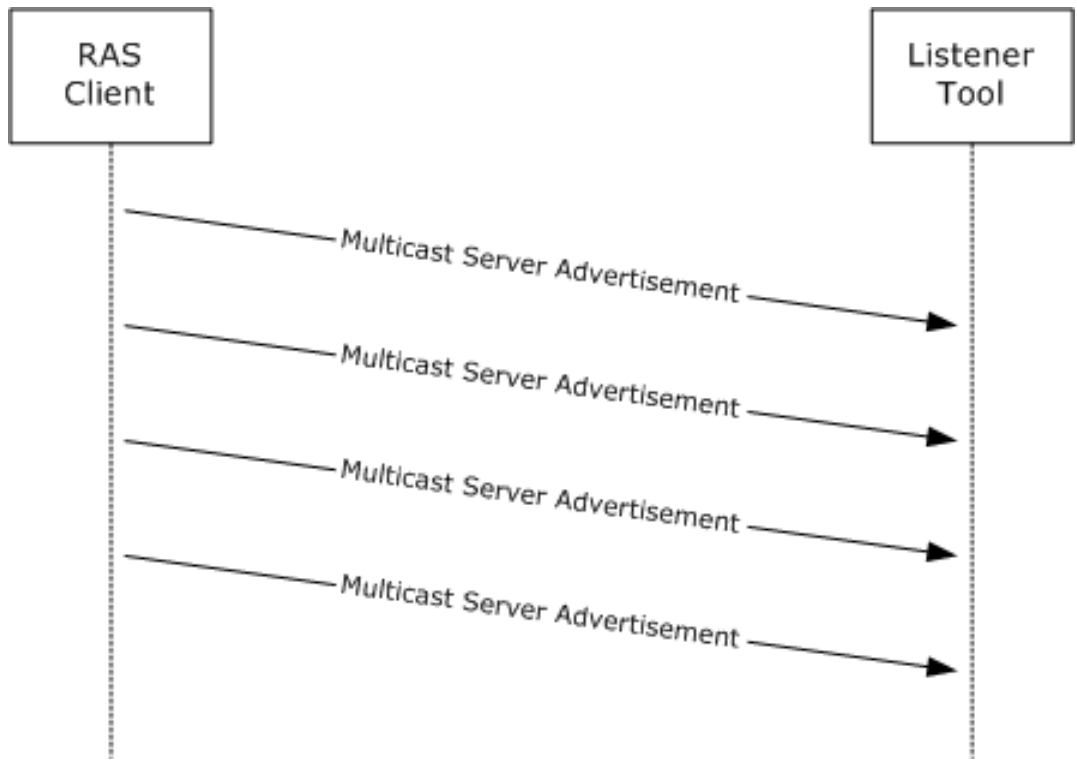 RAS
Client
Listener
Tool
Multicast Server Advertisement
Multicast Server Advertisement
Multicast Server Advertisement
Multicast Server Advertisement